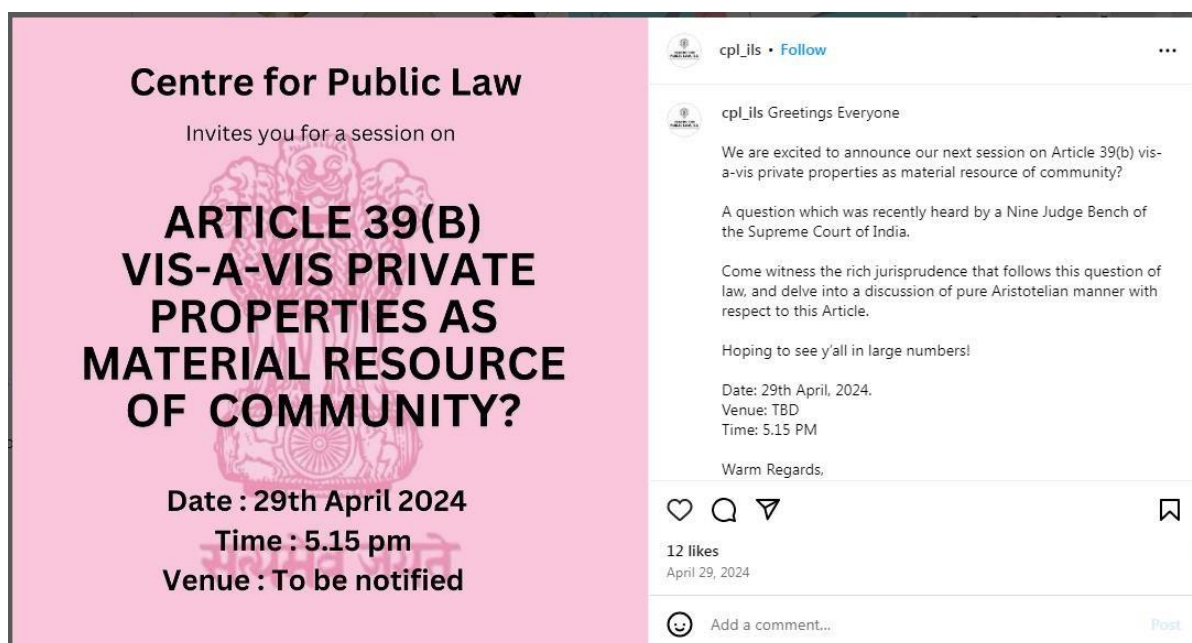 Centre for Public Law
Invites you for a session on
ARTICLE 39(B)
VIS-A-VIS PRIVATE
PROPERTIES AS
MATERIAL RESOURCE
OF COMMUNITY?
Date : 29th April 2024
Time : 5.15 pm
सत्यमेव जयते
Venue : To be notified
cpl_ils • Follow
cpl_ils Greetings Everyone
We are excited to announce our next session on Article 39(b) vis-
a-vis private properties as material resource of community?
A question which was recently heard by a Nine Judge Bench of
the Supreme Court of India.
Come witness the rich jurisprudence that follows this question of
law, and delve into a discussion of pure Aristotelian manner with
respect to this Article.
Hoping to see y'all in large numbers!
Date: 29th April, 2024.
Venue: TBD
Time: 5.15 PM
Warm Regards,
12 likes
April 29, 2024
Add a comment...
Post